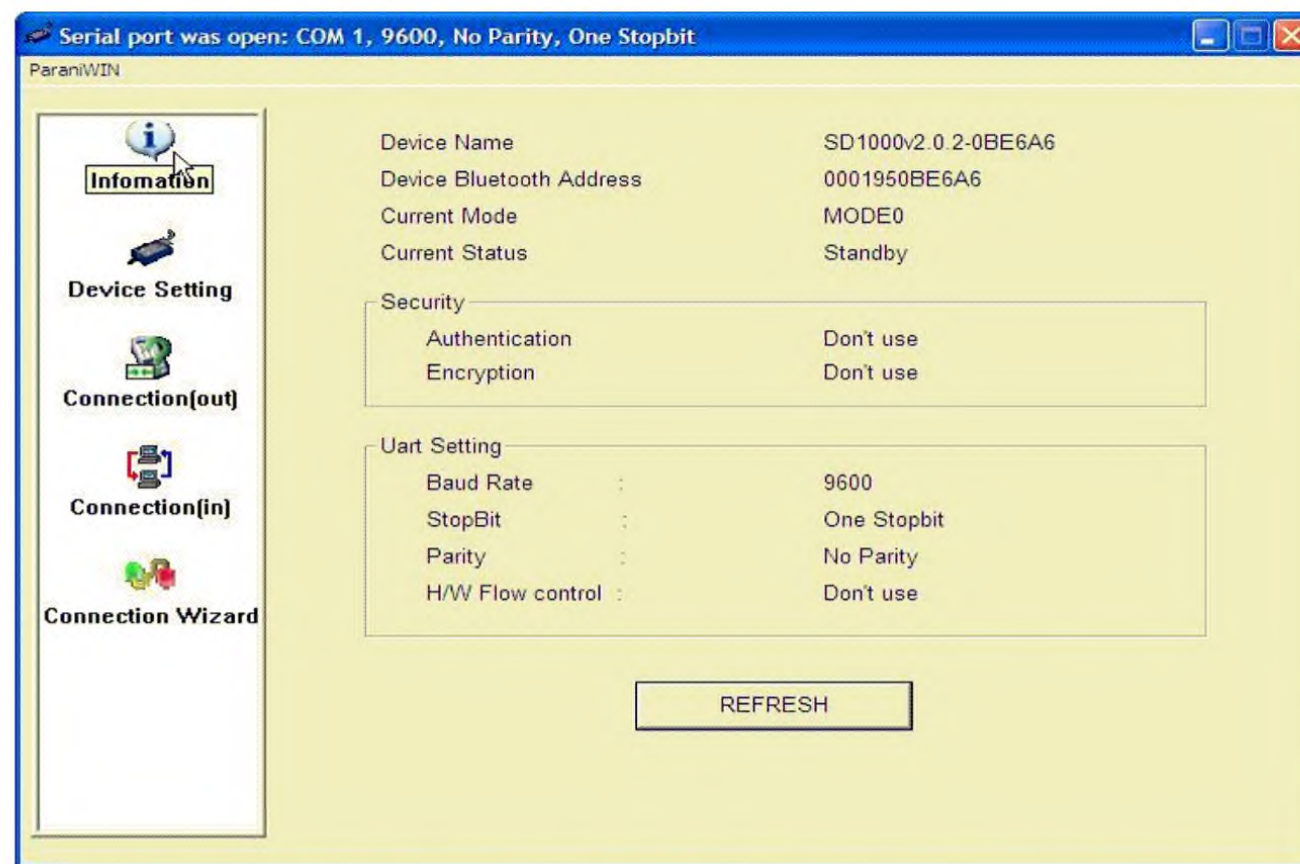 Serial port was open: COM 1, 9600, No Parity, One Stopbit
ParaniWIN
Infomation
Device Setting
Connection(out)
Connection(in)
Connection Wizard
Device Name SD1000v2.0.2-0BE6A6
Device Bluetooth Address 0001950BE6A6
Current Mode MODE0
Current Status Standby
Security
Authentication Don't use
Encryption Don't use
Uart Setting
Baud Rate : 9600
StopBit : One Stopbit
Parity : No Parity
H/W Flow control : Don't use
REFRESH